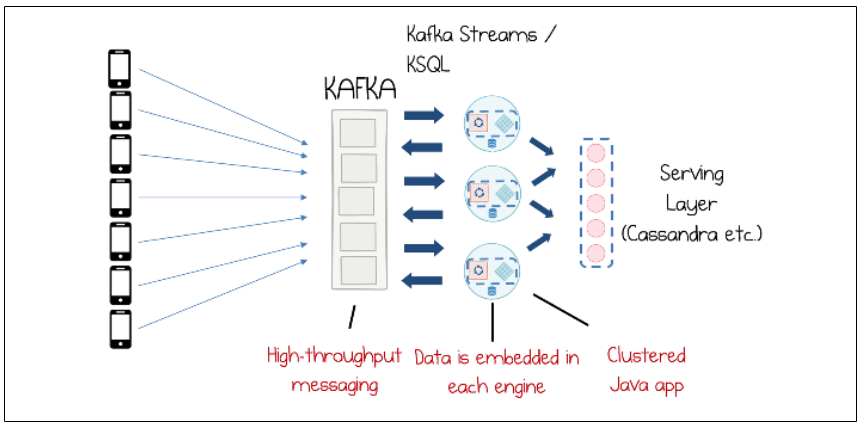 Kafka Streams /
KSQL
KAFKA
Serving
Layer
(Cassandra etc.)
High-throughput
messaging
Data is embedded in
each engine
Clustered
Java app